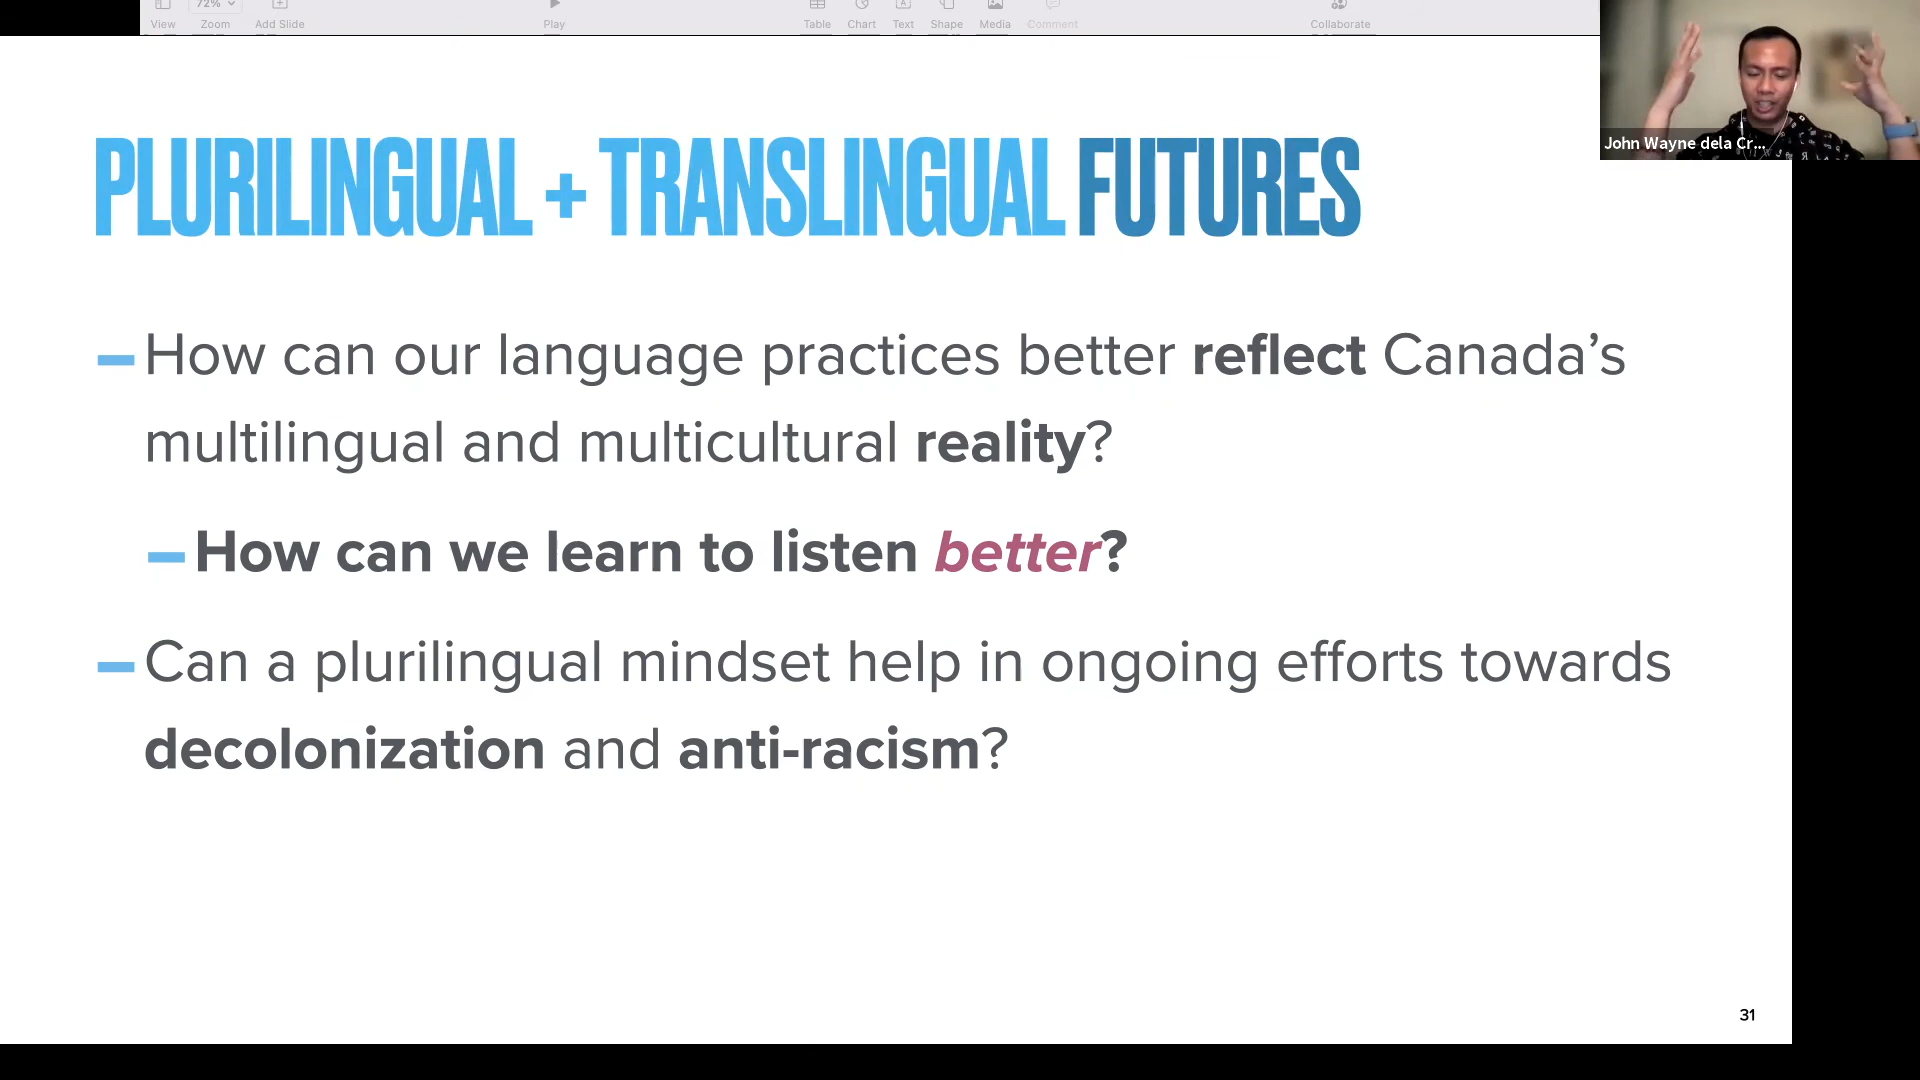 72%
View
Zoom
Add Slide
Play
Table
Chart
Text
Shape
Media
Comment
Collaborate
John Wayne dela Cr...
PLURILINGUAL + TRANSLINGUAL FUTURES
How can our language practices better reflect Canada’s
multilingual and multicultural reality?
How can we learn to listen better?
Can a plurilingual mindset help in ongoing efforts towards
decolonization and anti-racism?
31